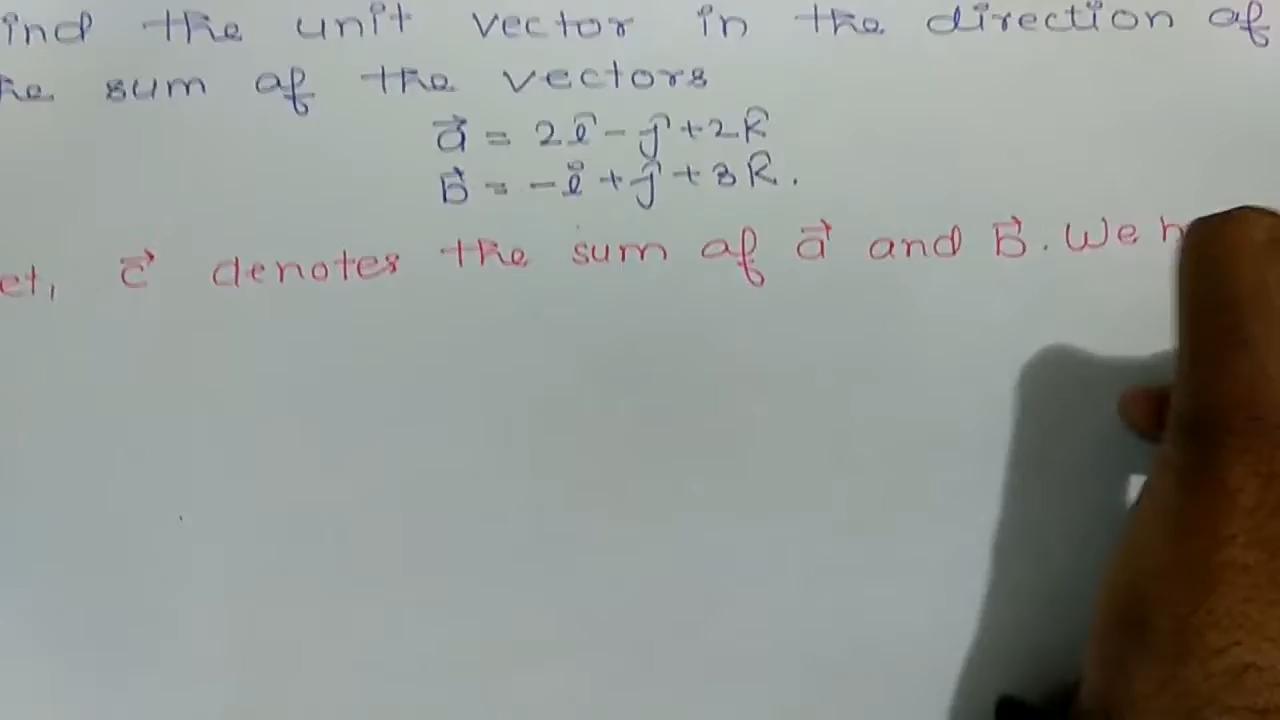 ind the unit vector in the direction of
he sum of the vectors
a⃗ = 2î - ĵ + 2k̂
b⃗ = - î + ĵ + 3k̂.
et, c⃗ denotes the sum of a⃗ and b⃗. We h